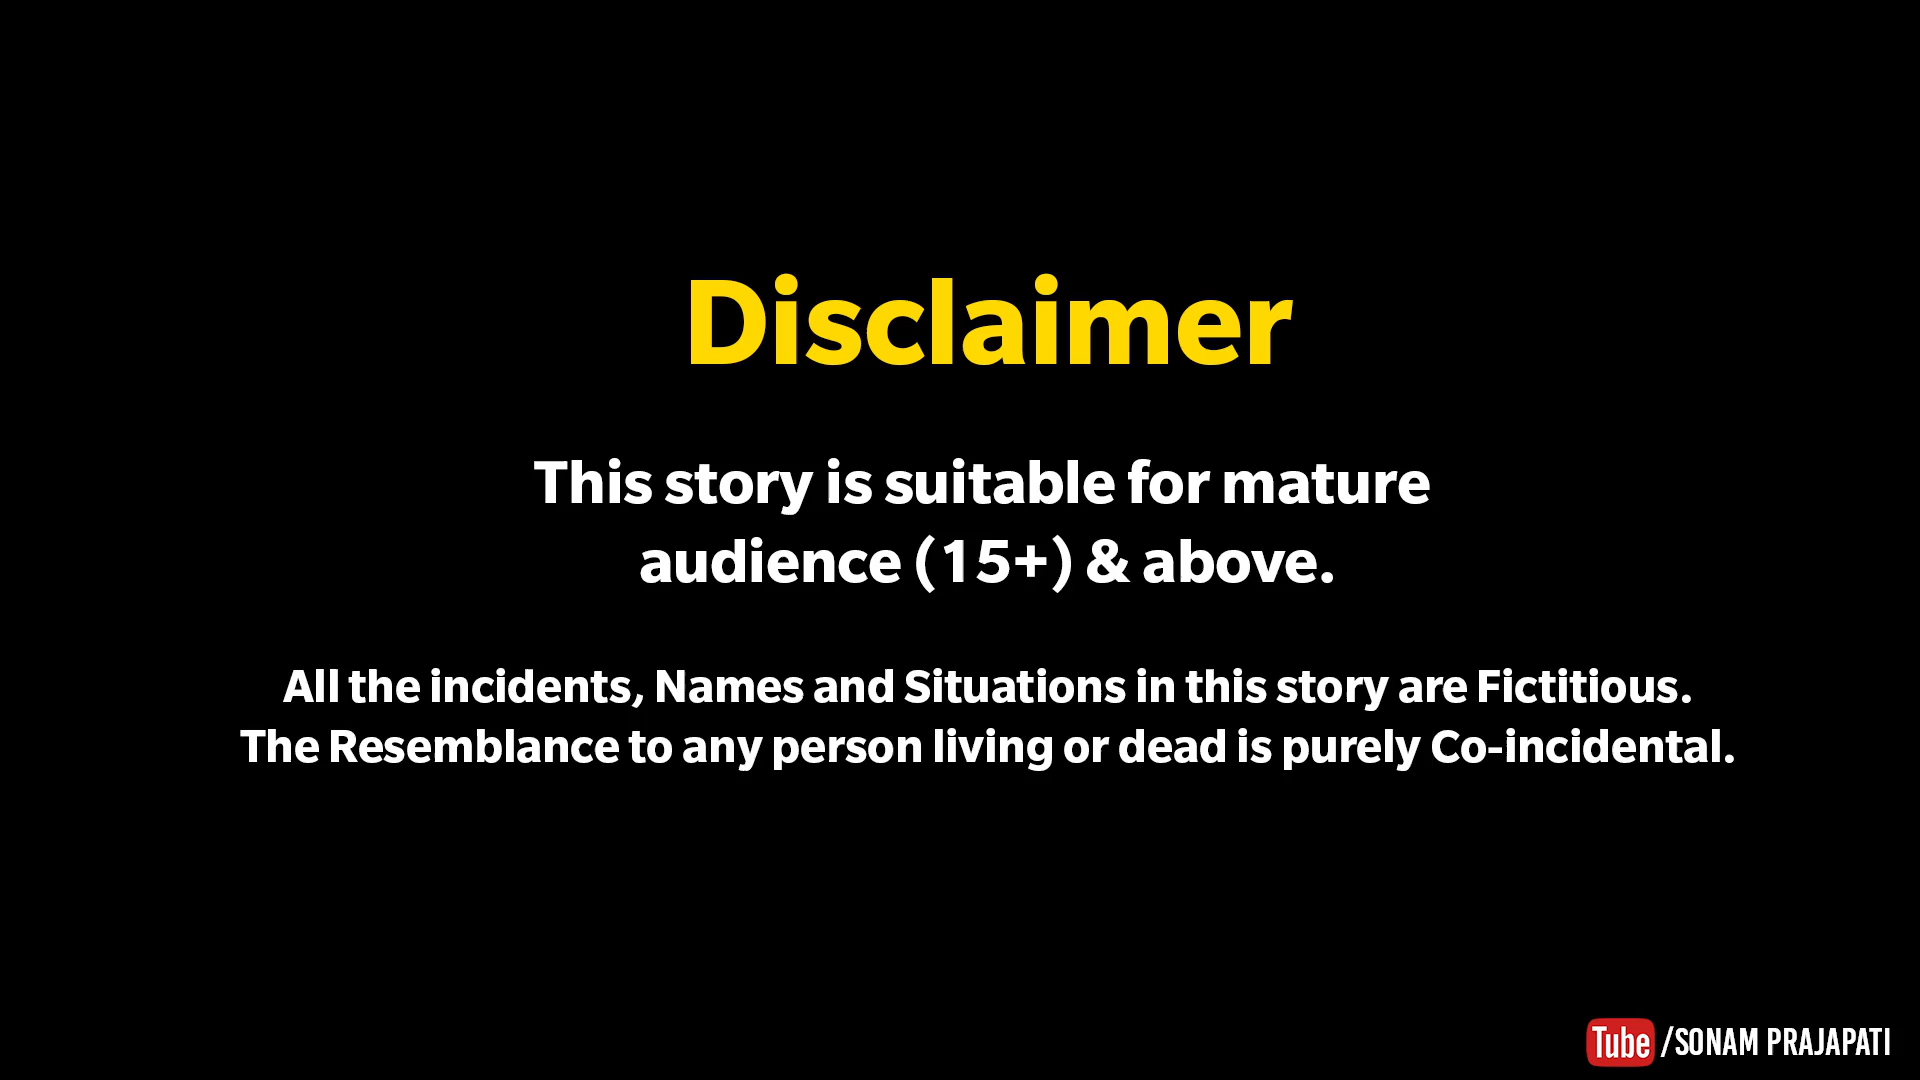 Disclaimer
This story is suitable for mature
audience (15+) & above.
All the incidents, Names and Situations in this story are Fictitious.
The Resemblance to any person living or dead is purely Co-incidental.
Tube /SONAM PRAJAPATI